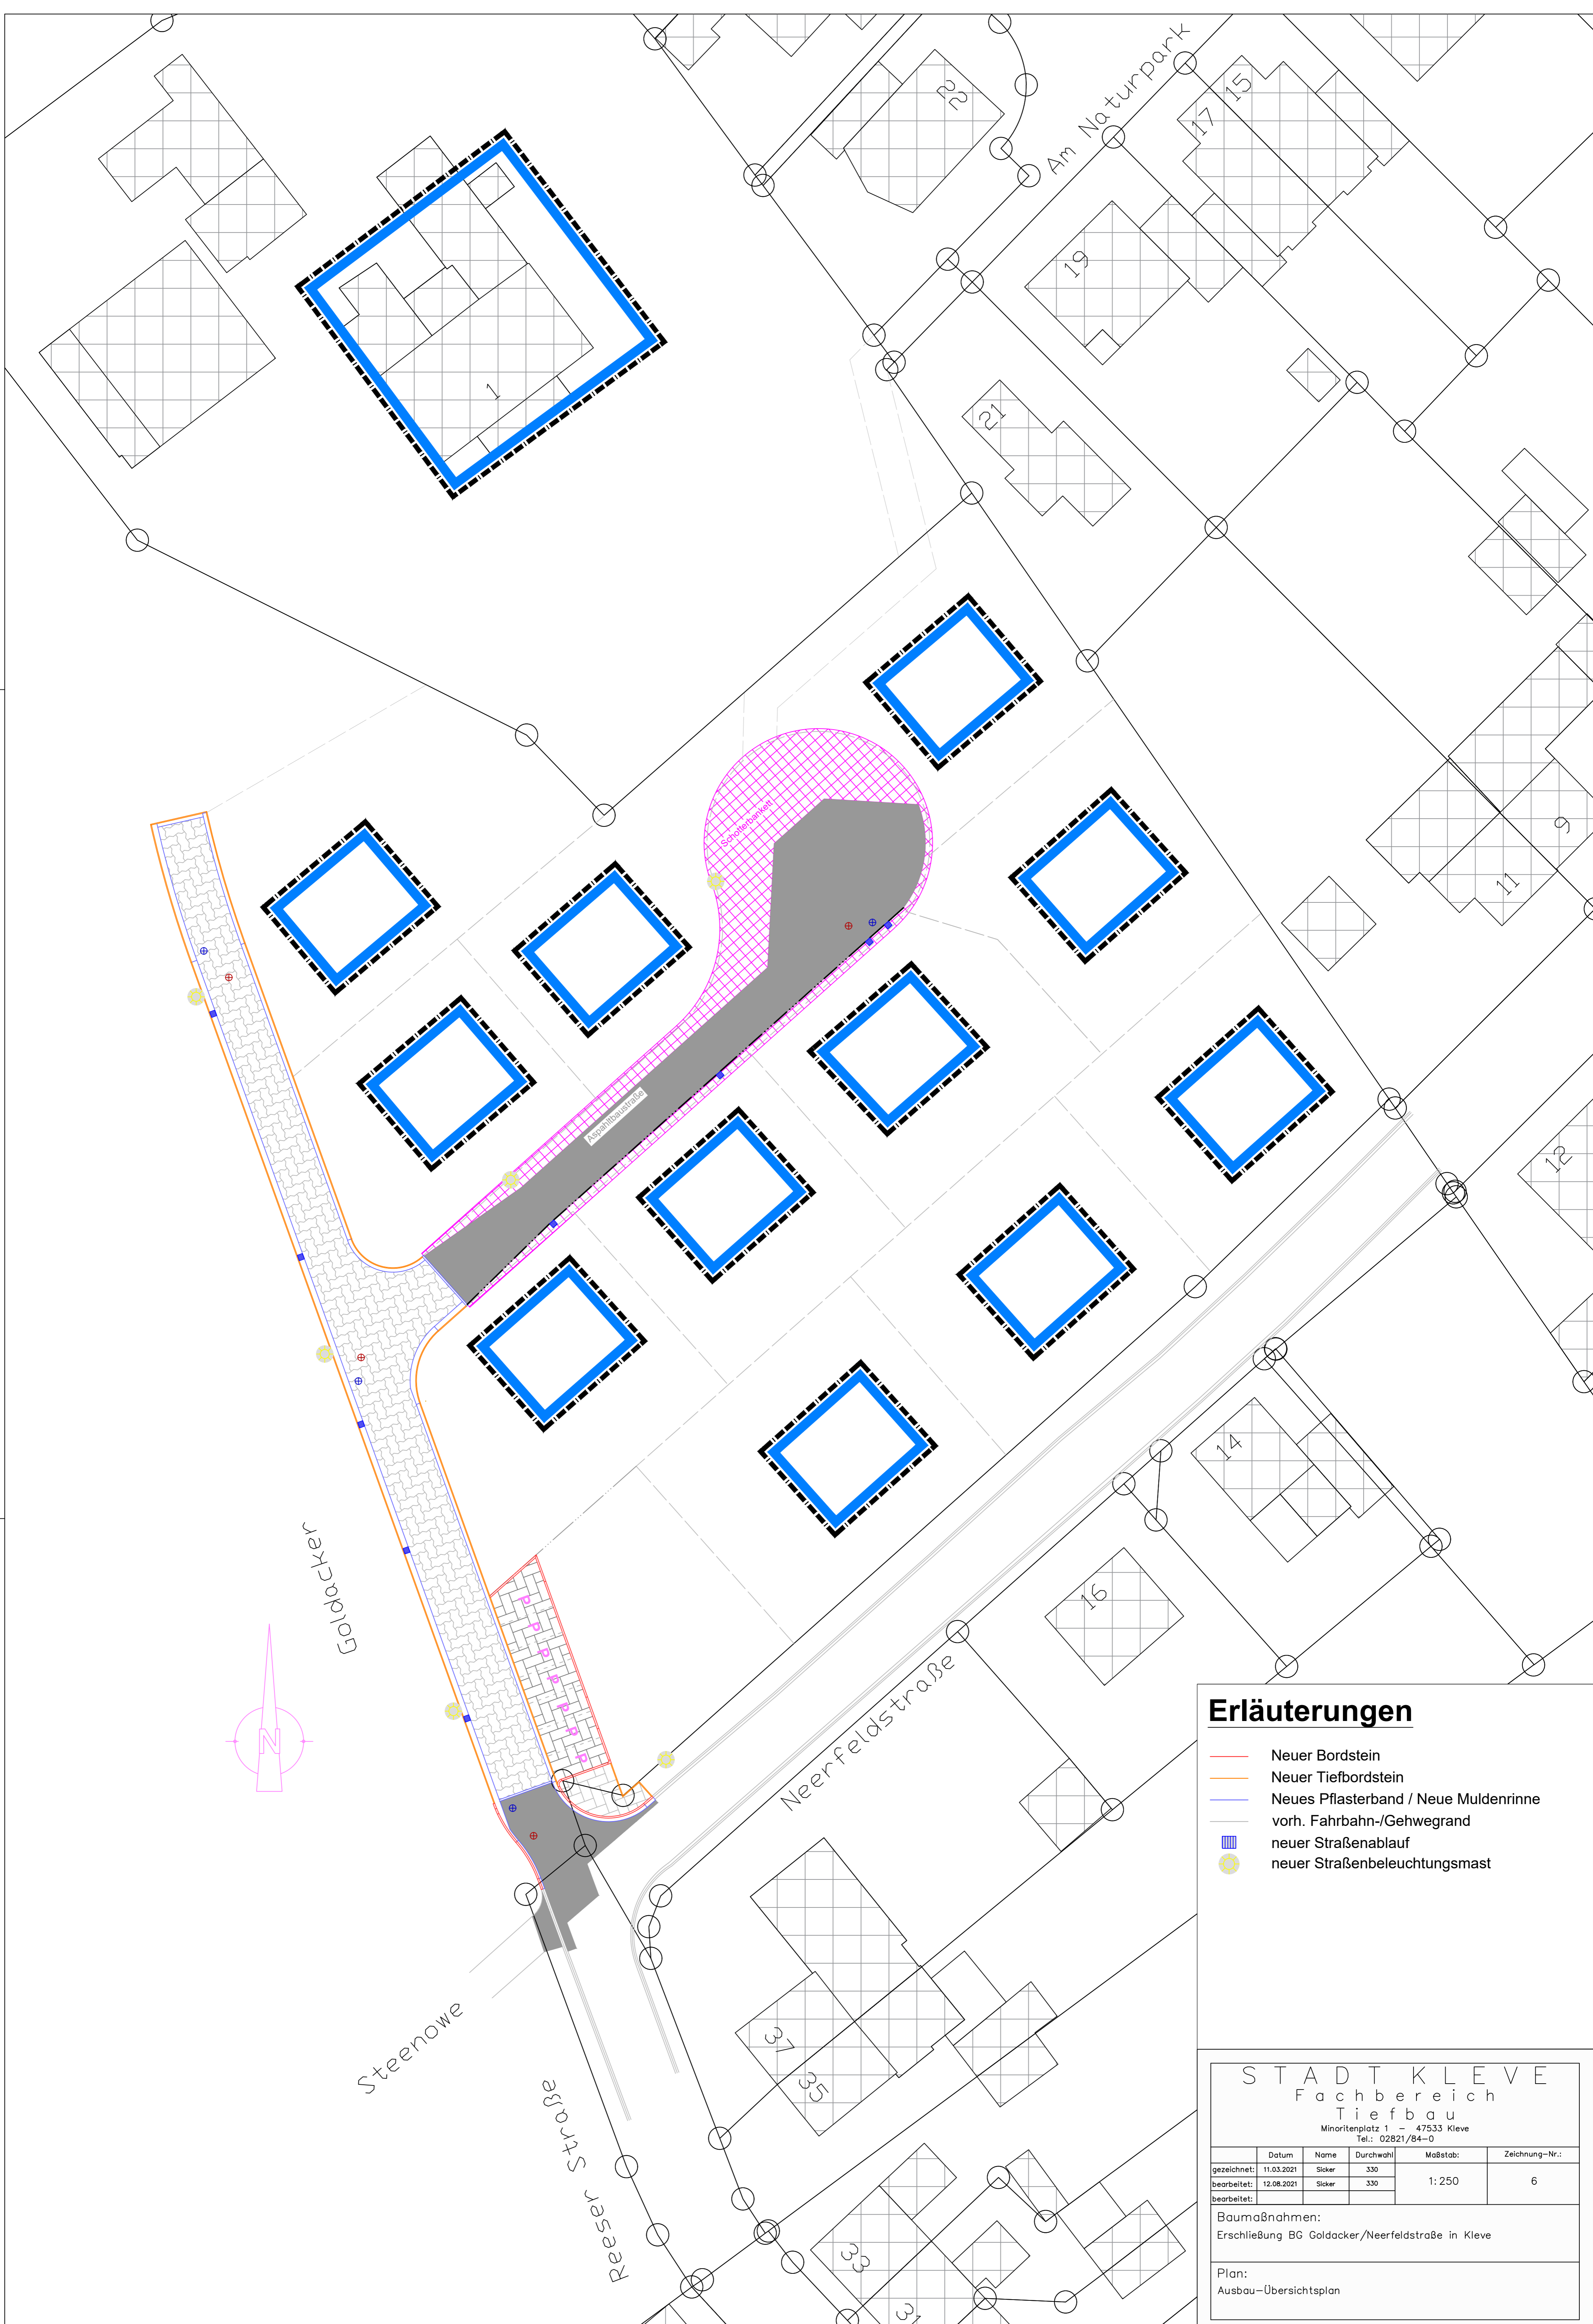 Am Naturpark
22
17
15
19
21
1
9
11
12
Schotterbankett
Aspahltbaustraße
14
16
Goldacker
P
P
P
P
P
P
P
N
Neerfeldstraße
Steenowe
Reeser Straße
37
35
33
31
Erläuterungen
Neuer Bordstein
Neuer Tiefbordstein
Neues Pflasterband / Neue Muldenrinne
vorh. Fahrbahn-/Gehwegrand
neuer Straßenablauf
neuer Straßenbeleuchtungsmast
STADT KLEVE
Fachbereich
Tiefbau
Minoritenplatz 1 – 47533 Kleve
Tel.: 02821/84-0
Datum Name Durchwahl Maßstab: Zeichnung-Nr.:
gezeichnet: 11.03.2021 Sicker 330
1:250 6
bearbeitet: 12.08.2021 Sicker 330
bearbeitet:
Baumaßnahmen:
Erschließung BG Goldacker/Neerfeldstraße in Kleve
Plan:
Ausbau-Übersichtsplan